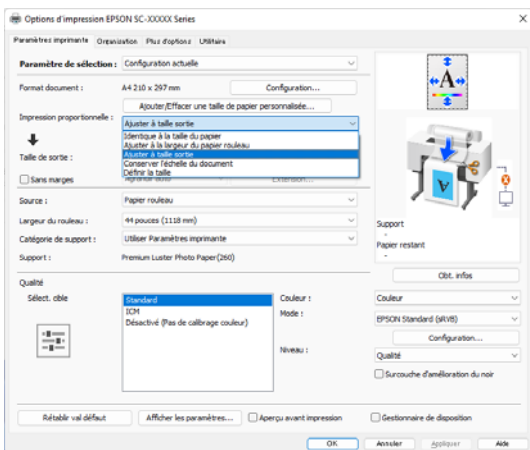 Options d'impression EPSON SC-XXXXX Series
Paramètres imprimante Organisation Plus d'options Utilitaire
Paramètre de sélection : Configuration actuelle
Format document : A4 210 x 297 mm Configuration...
Ajouter/Effacer une taille de papier personnalisée...
Impression proportionnelle : Ajuster à taille sortie
Identique à la taille du papier
Ajuster à la largeur du papier rouleau
Ajuster à taille sortie
Conserver l'échelle du document
Définir la taille
Taille de sortie :
Sans marges Agrandir auto Extension...
Source : Papier rouleau
Largeur du rouleau : 44 pouces (1118 mm)
Catégorie de support : Utiliser Paramètres imprimante
Support : Premium Luster Photo Paper(260)
A
A
Support
-
Papier restant
-
Obt. infos
Qualité
Sélect. cible
Standard
ICM
Désactivé (Pas de calibrage couleur)
Couleur : Couleur
Mode : EPSON Standard (sRVB)
Configuration...
Niveau : Qualité
Surcouche d'amélioration du noir
Rétablir val défaut Afficher les paramètres... Aperçu avant impression Gestionnaire de disposition
OK Annuler Appliquer Aide